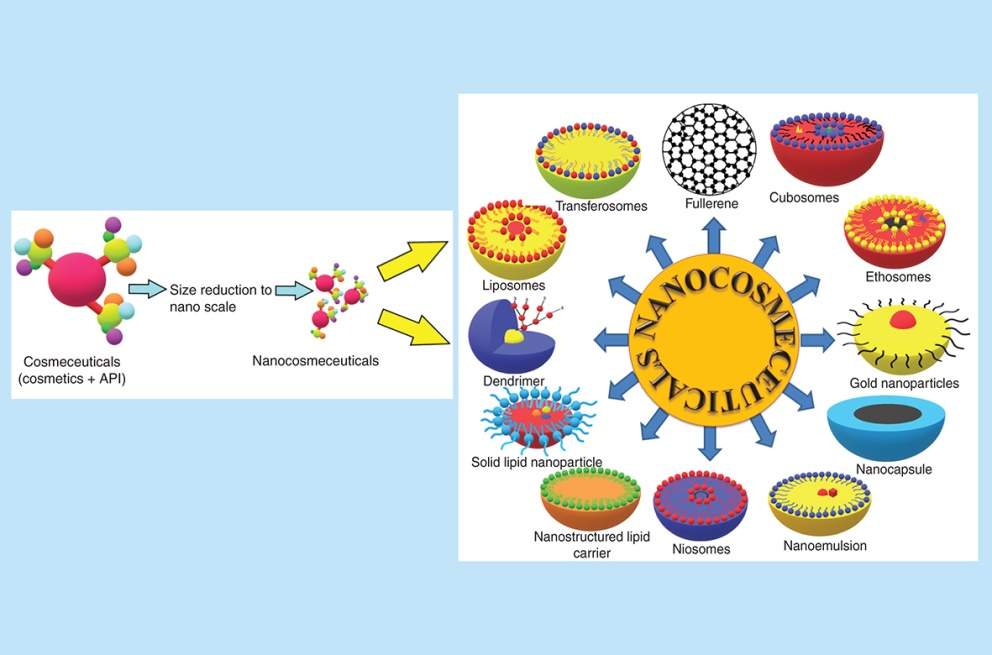 Cosmeceuticals
(cosmetics + API)
Size reduction to
nano scale
Nanocosmeceuticals
NANOCOSMECEUTICALS
Transferosomes
Fullerene
Cubosomes
Liposomes
Ethosomes
Dendrimer
Gold nanoparticles
Solid lipid nanoparticle
Nanocapsule
Nanostructured lipid
carrier
Niosomes
Nanoemulsion